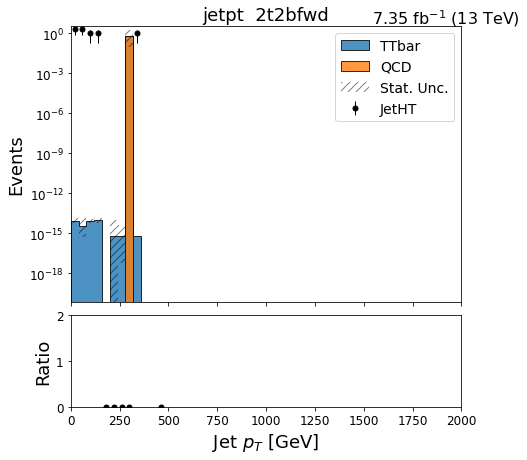 jetpt 2t2bfwd
7.35 fb⁻¹ (13 TeV)
TTbar
QCD
Stat. Unc.
JetHT
Events
10⁰
10⁻³
10⁻⁶
10⁻⁹
10⁻¹²
10⁻¹⁵
10⁻¹⁸
Ratio
2
1
0
0 250 500 750 1000 1250 1500 1750 2000
Jet p_T [GeV]